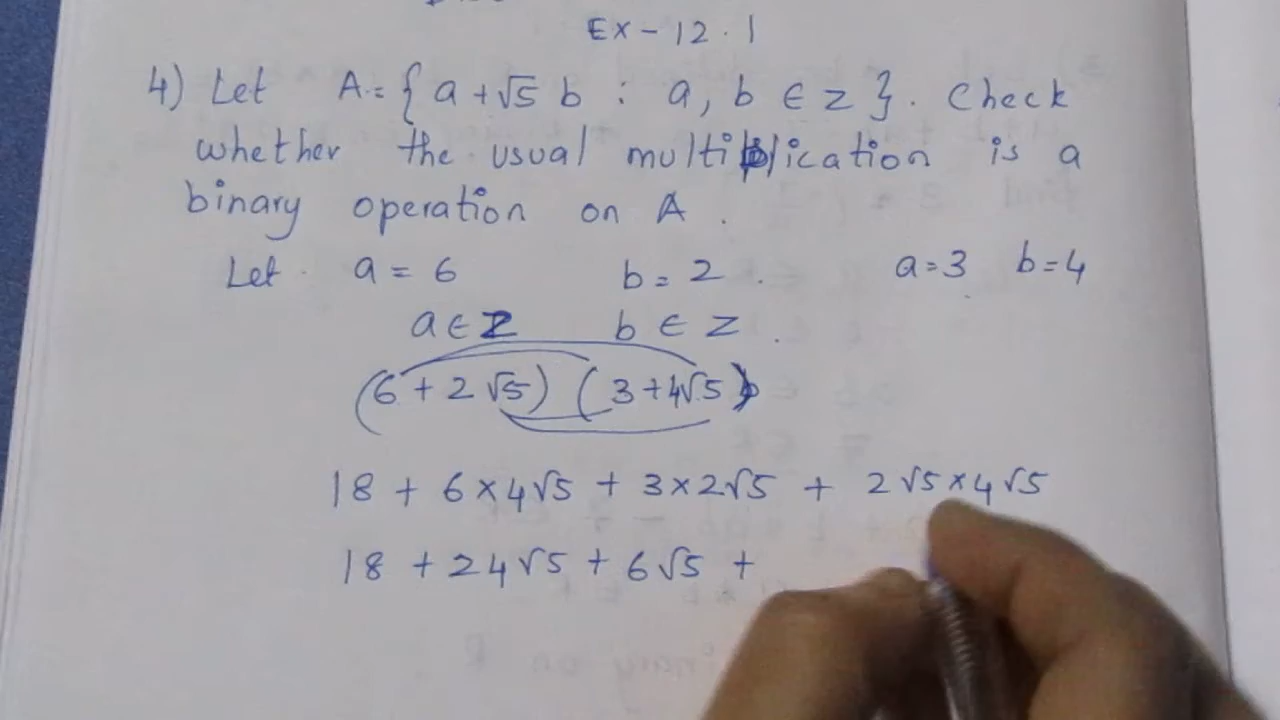 Ex - 12.1
4) Let A = { a + √5 b : a, b ∈ z }. Check
whether the usual multiplication is a
binary operation on A.
Let a = 6 b = 2. a = 3 b = 4
a ∈ Z b ∈ Z.
(6 + 2√5) (3 + 4√5)
18 + 6 × 4√5 + 3 × 2√5 + 2√5 × 4√5
18 + 24√5 + 6√5 +